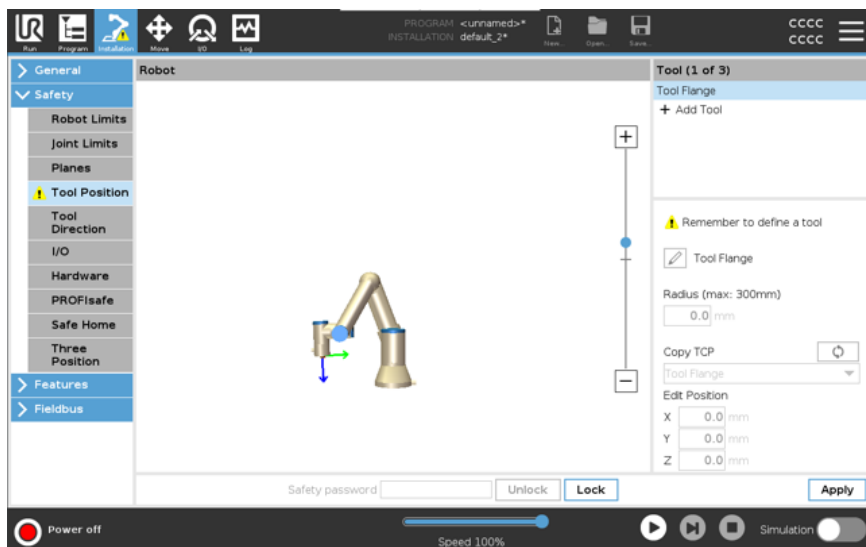 UR
Run
Program
Installation
Move
I/O
Log
PROGRAM <unnamed>*
INSTALLATION default_2*
New...
Open...
Save...
CCCC
CCCC
General
Safety
Robot Limits
Joint Limits
Planes
Tool Position
Tool
Direction
I/O
Hardware
PROFIsafe
Safe Home
Three
Position
Features
Fieldbus
Robot
Tool (1 of 3)
Tool Flange
+ Add Tool
Remember to define a tool
Tool Flange
Radius (max: 300mm)
0.0 mm
Copy TCP
Tool Flange
Edit Position
X 0.0 mm
Y 0.0 mm
Z 0.0 mm
Safety password
Unlock
Lock
Apply
Power off
Speed 100%
Simulation